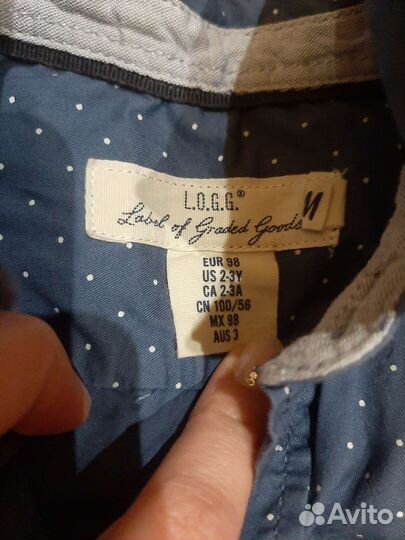 L.O.G.G.®
Label of Graded Goods
EUR 98
US 2-3Y
CA 2-3A
CN 100/56
MX 98
AUS 3
Avito